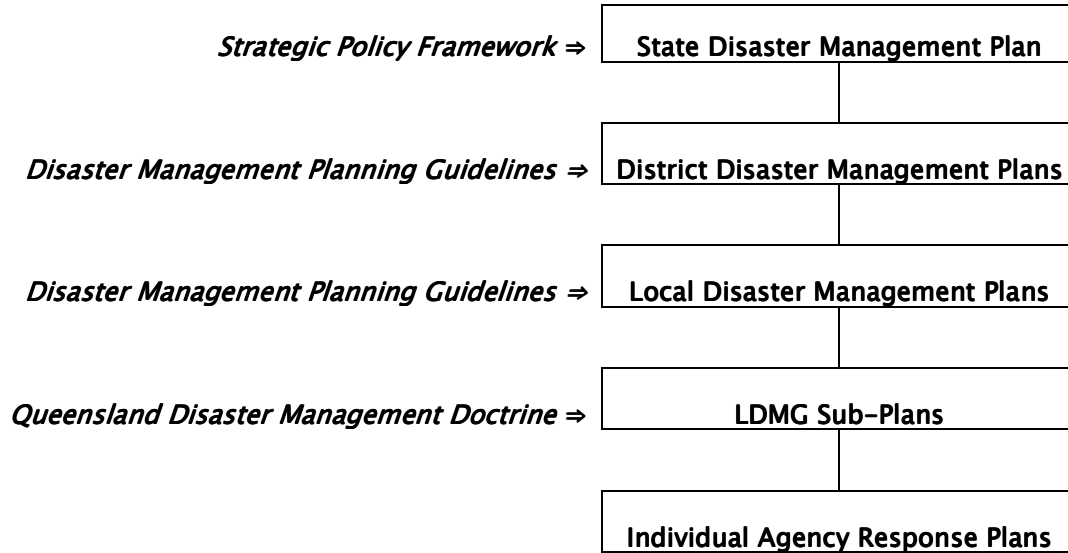 Strategic Policy Framework ⇒ State Disaster Management Plan
Disaster Management Planning Guidelines ⇒ District Disaster Management Plans
Disaster Management Planning Guidelines ⇒ Local Disaster Management Plans
Queensland Disaster Management Doctrine ⇒ LDMG Sub-Plans
Individual Agency Response Plans